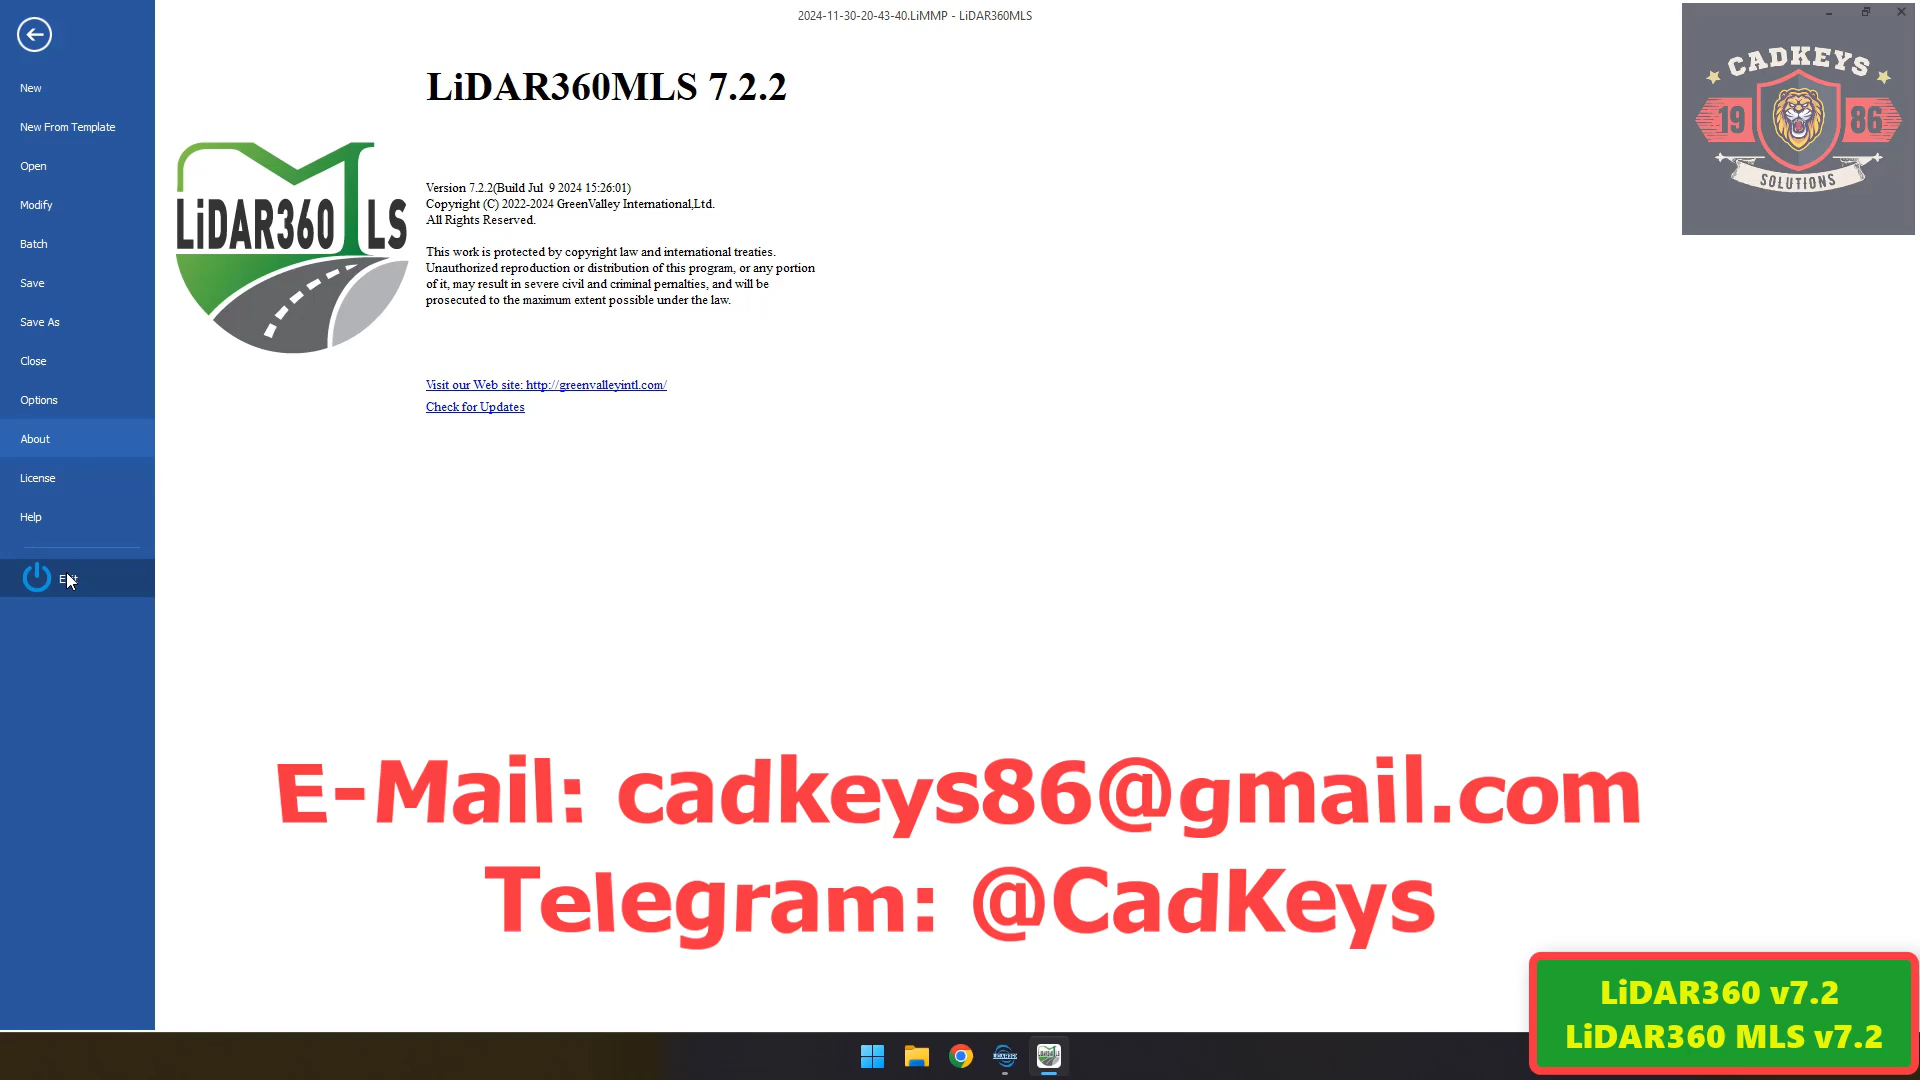 2024-11-30-20-43-40.LiMMP - LiDAR360MLS
New
New From Template
Open
Modify
Batch
Save
Save As
Close
Options
About
License
Help
LiDAR360MLS 7.2.2
LiDAR360MLS
Version 7.2.2(Build Jul  9 2024 15:26:01)
Copyright (C) 2022-2024 GreenValley International,Ltd.
All Rights Reserved.
This work is protected by copyright law and international treaties.
Unauthorized reproduction or distribution of this program, or any portion
of it, may result in severe civil and criminal penalties, and will be
prosecuted to the maximum extent possible under the law.
Visit our Web site: http://greenvalleyintl.com/
Check for Updates
CADKEYS
19 86
SOLUTIONS
E-Mail: cadkeys86@gmail.com
Telegram: @CadKeys
LiDAR360 v7.2
LiDAR360 MLS v7.2